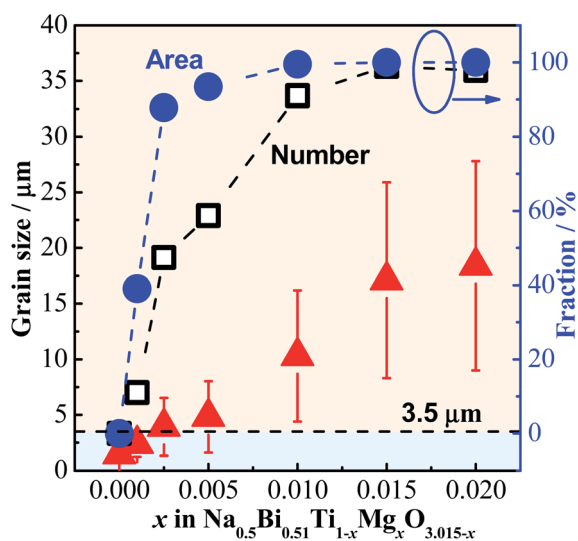 Grain size / μm
40
35
30
25
20
15
10
5
0
Area
Number
3.5 μm
100
80
60
40
20
0
Fraction / %
0.000 0.005 0.010 0.015 0.020
x in Na0.5Bi0.51Ti1-xMgxO3.015-x